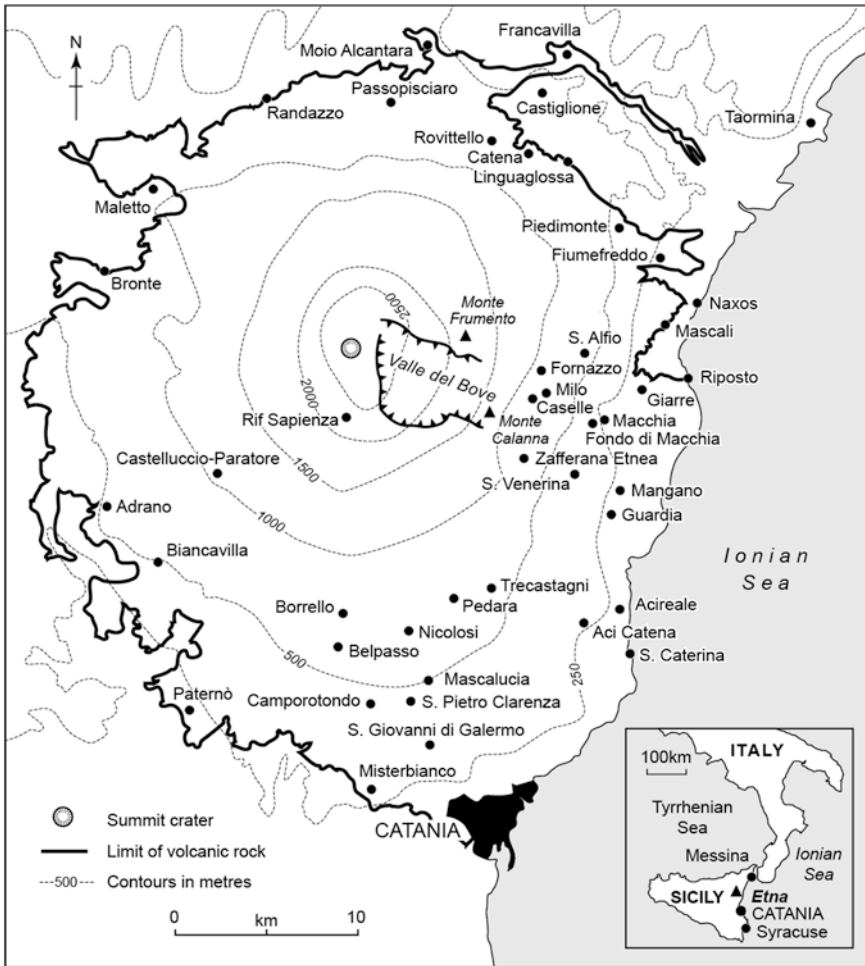 N
Moio Alcantara
Francavilla
Passopisciaro
Randazzo
Castiglione
Taormina
Rovittello
Catena
Linguaglossa
Maletto
Piedimonte
Fiumefreddo
Bronte
2500
Monte
Frumento
Naxos
Mascali
S. Alfio
Valle del Bove
Fornazzo
Riposto
2000
Milo
Giarre
Caselle
Rif Sapienza
Monte
Calanna
Macchia
Fondo di Macchia
Castelluccio-Paratore
1500
Zafferana Etnea
S. Venerina
Mangano
1000
Adrano
Guardia
Ionian
Sea
Biancavilla
Trecastagni
Borrello
Pedara
Acireale
Nicolosi
Aci Catena
Belpasso
500
250
S. Caterina
Mascalucia
Paternò
Camporotondo
S. Pietro Clarenza
S. Giovanni di Galermo
Misterbianco
CATANIA
Summit crater
Limit of volcanic rock
500
Contours in metres
0
km
10
100km
ITALY
Tyrrhenian
Sea
Messina
Ionian
Sea
SICILY
Etna
CATANIA
Syracuse